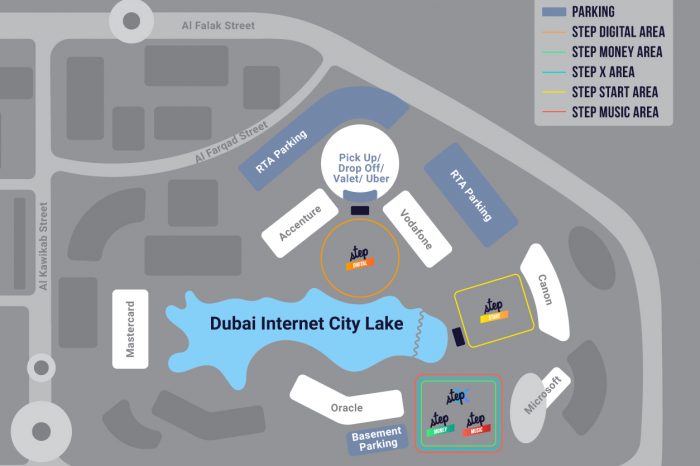 Al Falak Street
PARKING
STEP DIGITAL AREA
STEP MONEY AREA
STEP X AREA
STEP START AREA
STEP MUSIC AREA
Al Farqad Street
RTA Parking
Pick Up/
Drop Off/
Valet/ Uber
RTA Parking
Accenture
Vodafone
Al Kawikab Street
step
DIGITAL
Canon
step
START
Mastercard
Dubai Internet City Lake
Microsoft
Oracle
step X
step
MONEY
step
MUSIC
Basement
Parking